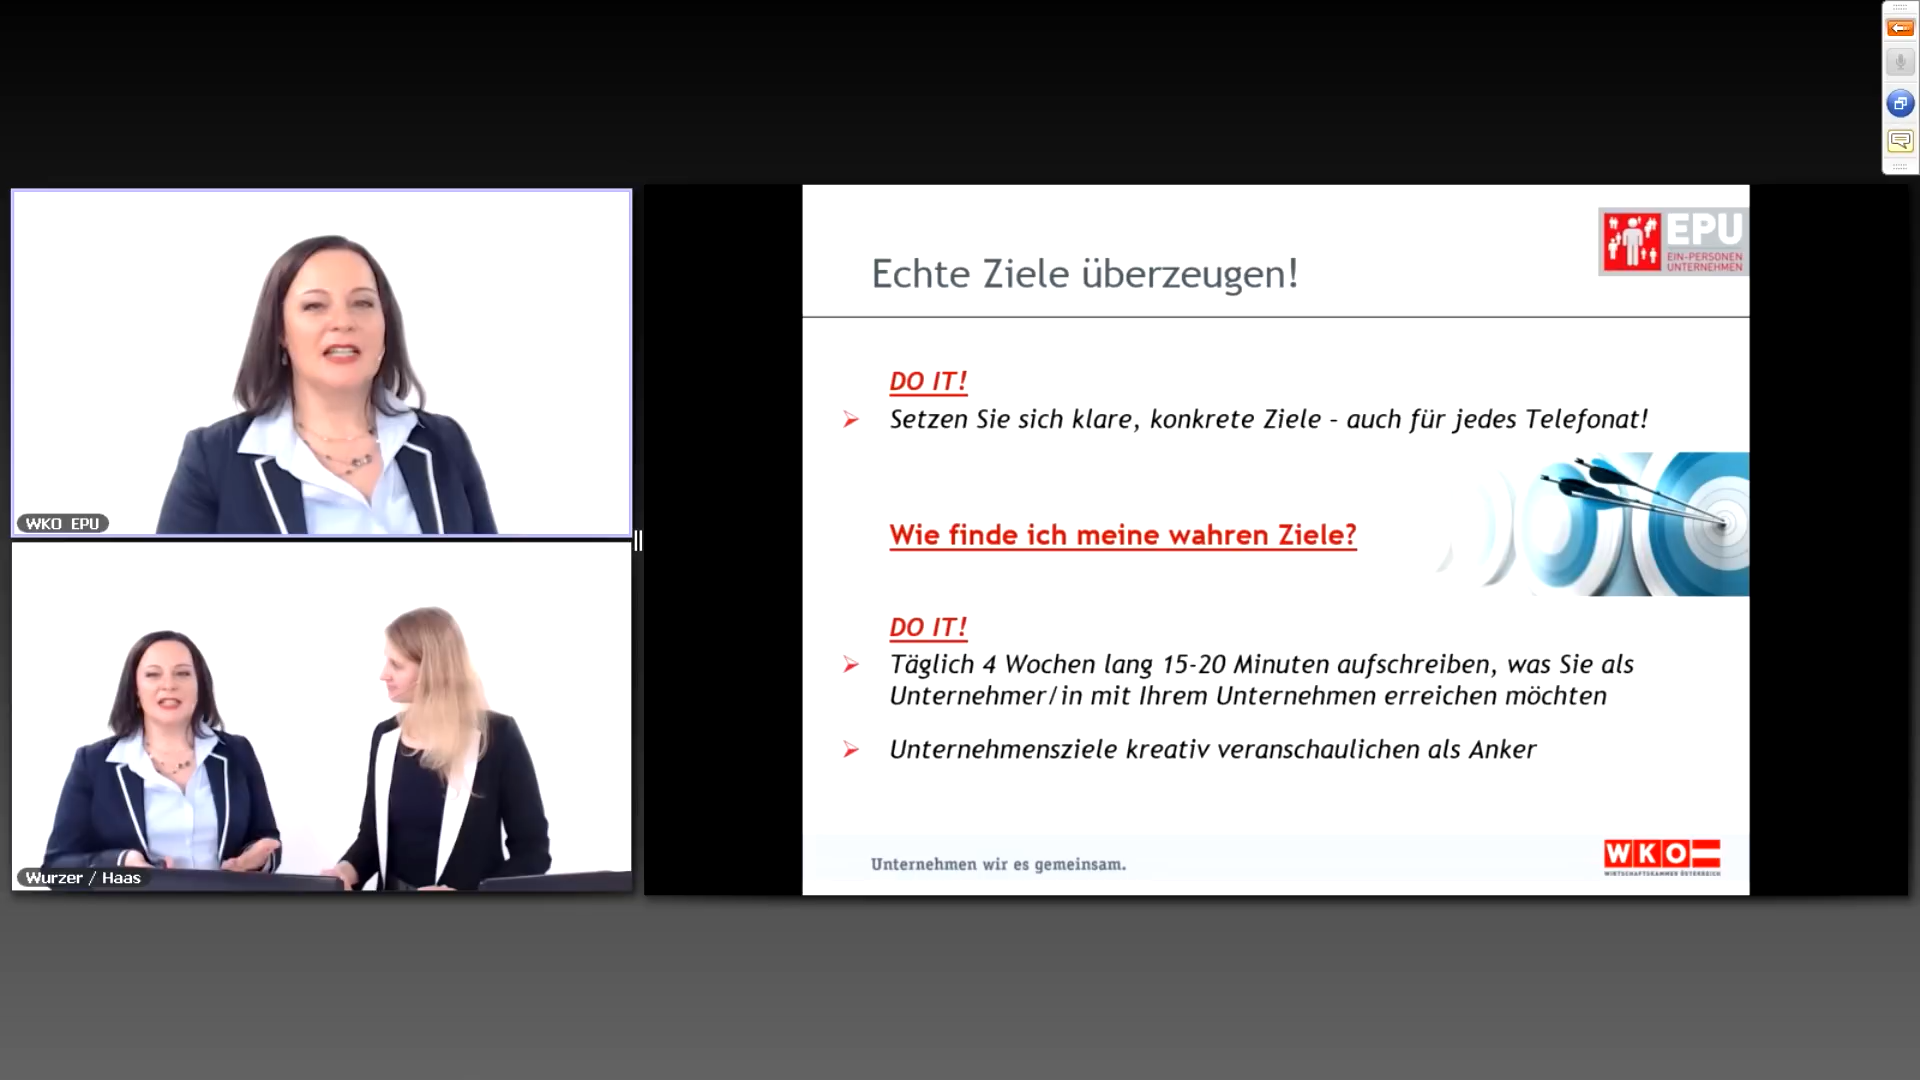 WKO EPU
Wurzer / Haas
EPU
EIN-PERSONEN
UNTERNEHMEN
Echte Ziele überzeugen!
DO IT!
Setzen Sie sich klare, konkrete Ziele – auch für jedes Telefonat!
Wie finde ich meine wahren Ziele?
DO IT!
Täglich 4 Wochen lang 15-20 Minuten aufschreiben, was Sie als
Unternehmer/in mit Ihrem Unternehmen erreichen möchten
Unternehmensziele kreativ veranschaulichen als Anker
Unternehmen wir es gemeinsam.
WKO
WIRTSCHAFTSKAMMER ÖSTERREICH